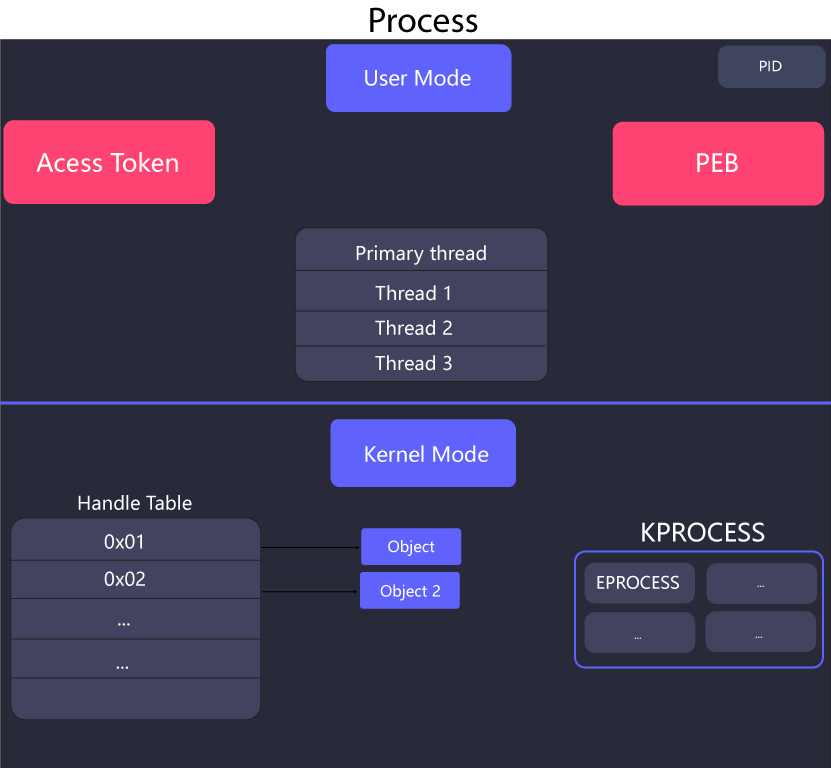 Process
User Mode
PID
Acess Token
PEB
Primary thread
Thread 1
Thread 2
Thread 3
Kernel Mode
Handle Table
0x01
0x02
...
...
Object
Object 2
KPROCESS
EPROCESS
...
...
...